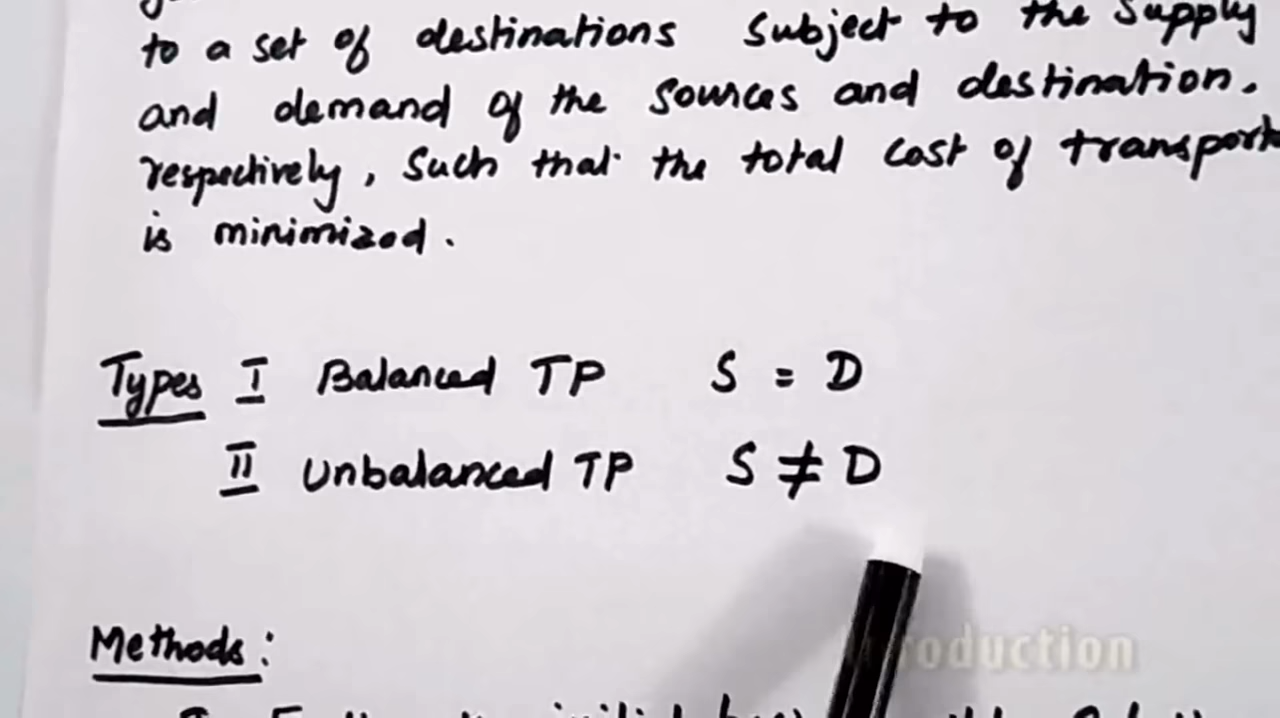 to a set of destinations subject to the supply
and demand of the sources and destination.
respectively, such that the total cost of transport
is minimized.
Types I Balanced TP S = D
II Unbalanced TP S ≠ D
Methods:
roduction